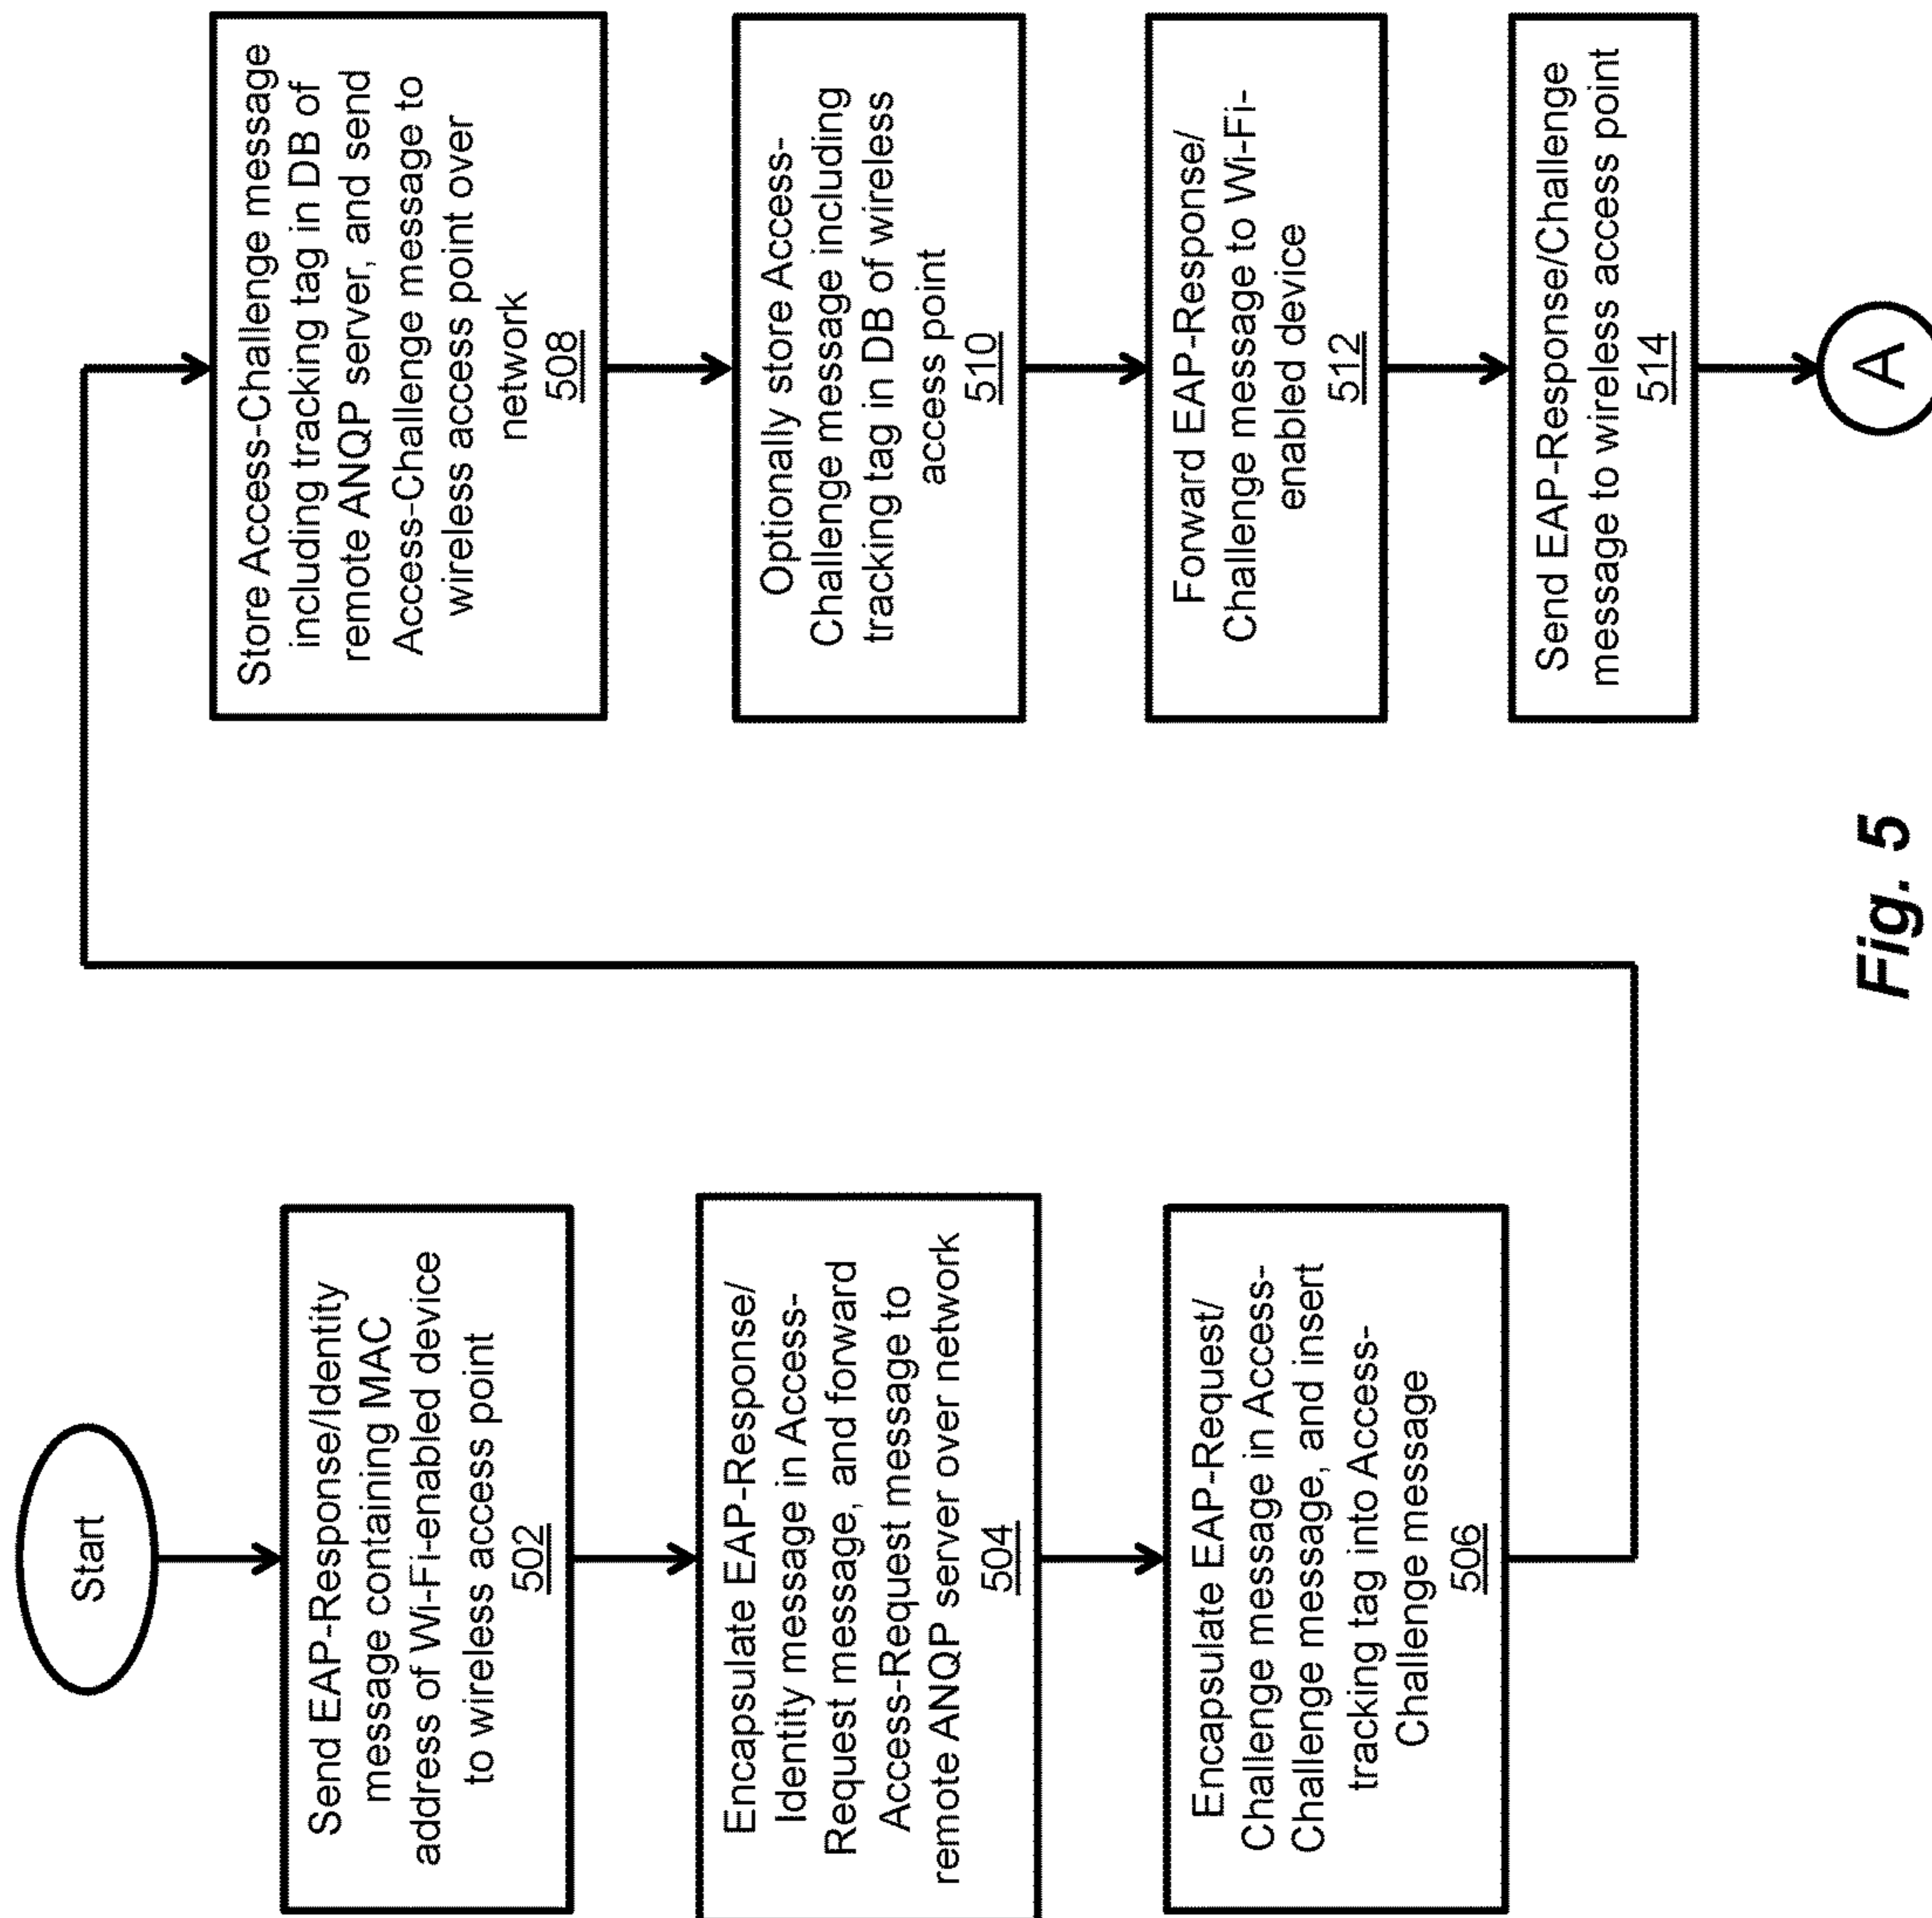 Start
Send EAP-Response/Identity
message containing MAC
address of Wi-Fi-enabled device
to wireless access point
502
Encapsulate EAP-Response/
Identity message in Access-
Request message, and forward
Access-Request message to
remote ANQP server over network
504
Encapsulate EAP-Request/
Challenge message in Access-
Challenge message, and insert
tracking tag into Access-
Challenge message
506
Store Access-Challenge message
including tracking tag in DB of
remote ANQP server, and send
Access-Challenge message to
wireless access point over
network
508
Optionally store Access-
Challenge message including
tracking tag in DB of wireless
access point
510
Forward EAP-Response/
Challenge message to Wi-Fi-
enabled device
512
Send EAP-Response/Challenge
message to wireless access point
514
A
Fig. 5